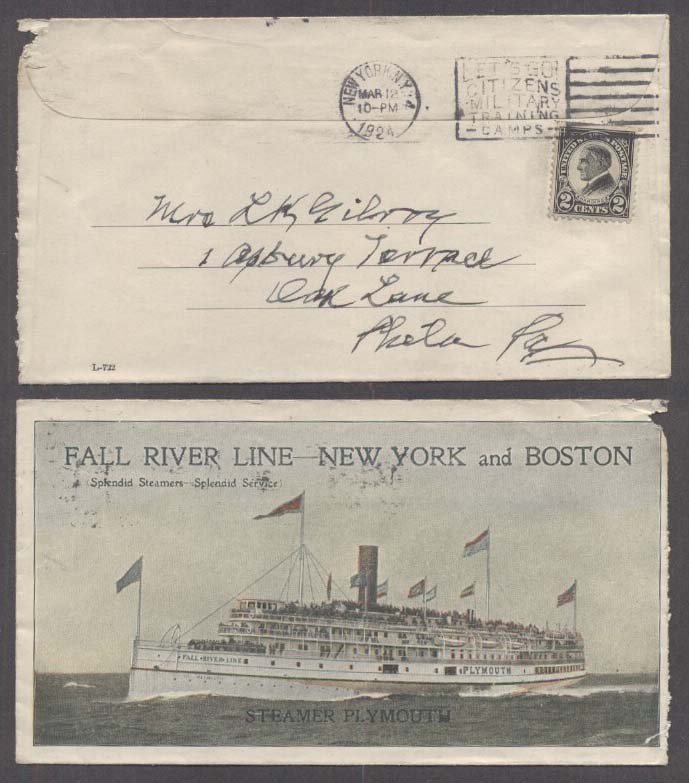 NEW YORK, N.Y. 4
MAR 12
10-PM
1924
LET'S GO!
CITIZENS
MILITARY
TRAINING
CAMPS
UNITED STATES POSTAGE
2 CENTS 2
Mrs L K Gilroy
1 Asbury Terrace
Oak Lane
Phila Pa
L-722
FALL RIVER LINE—NEW YORK and BOSTON
(Splendid Steamers—Splendid Service)
FALL RIVER LINE
PLYMOUTH
STEAMER PLYMOUTH